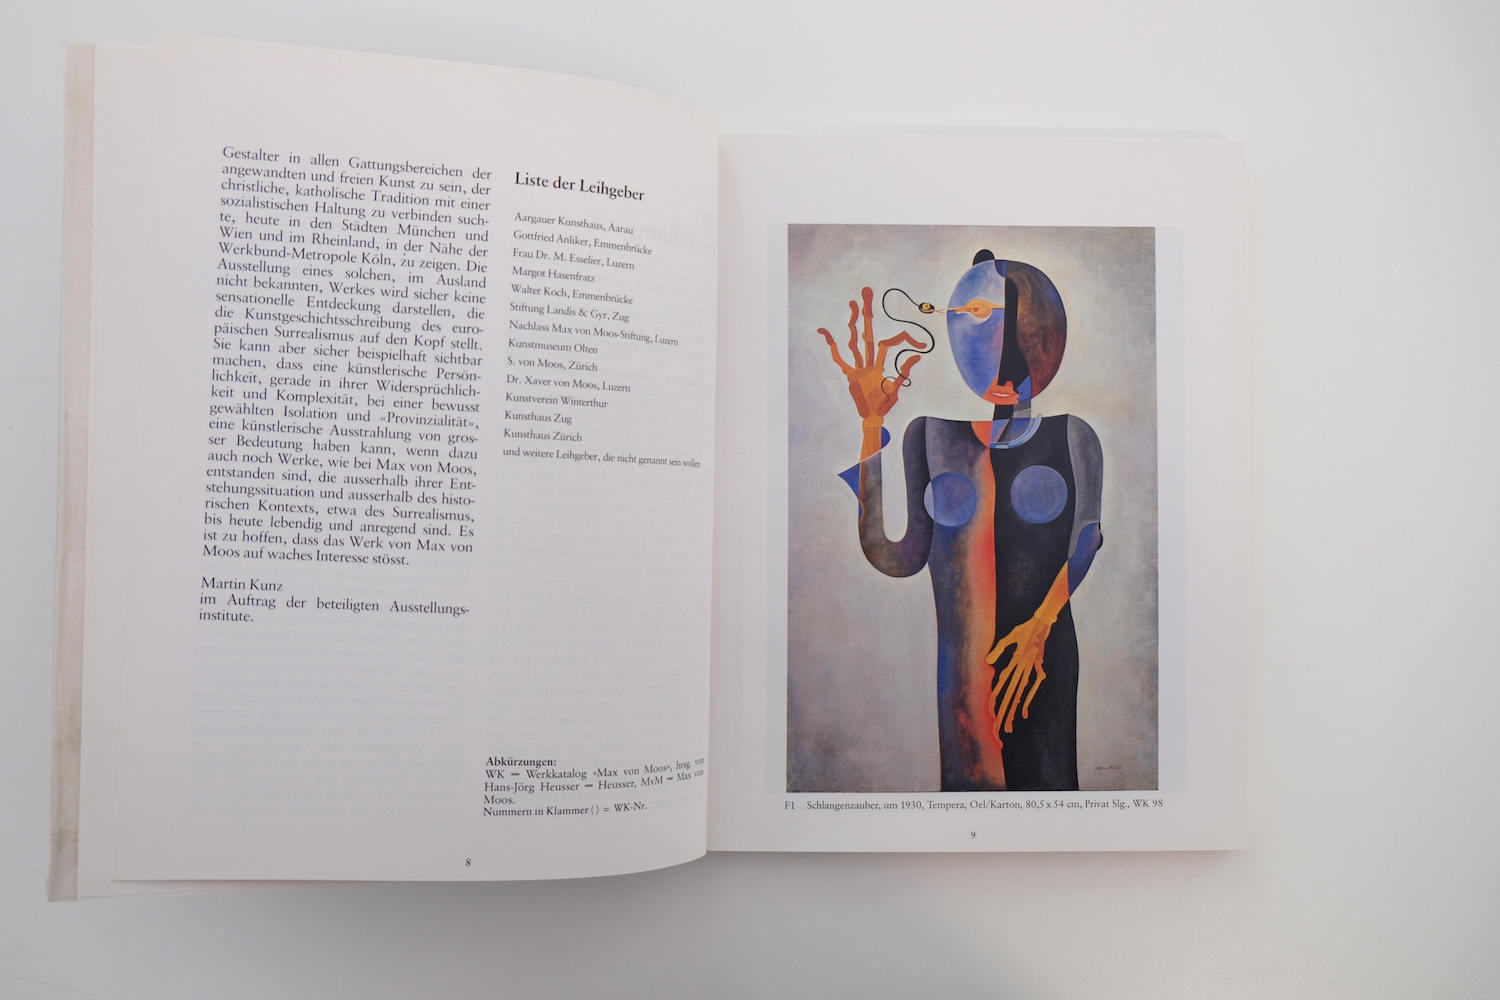 Gestalter in allen Gattungsbereichen der
angewandten und freien Kunst zu sein, der
christliche, katholische Tradition mit einer
sozialistischen Haltung zu verbinden such-
te, heute in den Städten München und
Wien und im Rheinland, in der Nähe der
Werkbund-Metropole Köln, zu zeigen. Die
Ausstellung eines solchen, im Ausland
nicht bekannten, Werkes wird sicher keine
sensationelle Entdeckung darstellen, die
die Kunstgeschichtsschreibung des euro-
päischen Surrealismus auf den Kopf stellt.
Sie kann aber sicher beispielhaft sichtbar
machen, dass eine künstlerische Persön-
lichkeit, gerade in ihrer Widersprüchlich-
keit und Komplexität, bei einer bewusst
gewählten Isolation und «Provinzialität»,
eine künstlerische Ausstrahlung von gros-
ser Bedeutung haben kann, wenn dazu
auch noch Werke, wie bei Max von Moos,
entstanden sind, die ausserhalb ihrer Ent-
stehungssituation und ausserhalb des histo-
rischen Kontexts, etwa des Surrealismus,
bis heute lebendig und anregend sind. Es
ist zu hoffen, dass das Werk von Max von
Moos auf waches Interesse stösst.
Martin Kunz
im Auftrag der beteiligten Ausstellungs-
institute.
Liste der Leihgeber
Aargauer Kunsthaus, Aarau
Gottfried Anliker, Emmenbrücke
Frau Dr. M. Esselier, Luzern
Margot Hasenfratz
Walter Koch, Emmenbrücke
Stiftung Landis & Gyr, Zug
Nachlass Max von Moos-Stiftung, Luzern
Kunstmuseum Olten
S. von Moos, Zürich
Dr. Xaver von Moos, Luzern
Kunstverein Winterthur
Kunsthaus Zug
Kunsthaus Zürich
und weitere Leihgeber, die nicht genannt sein wollen
Abkürzungen:
WK = Werkkatalog «Max von Moos», hrsg. von
Hans-Jörg Heusser = Heusser, MvM = Max von
Moos.
Nummern in Klammer () = WK-Nr.
8
F1 Schlangenzauber, um 1930, Tempera, Oel/Karton, 80,5 x 54 cm, Privat Slg., WK 98
9